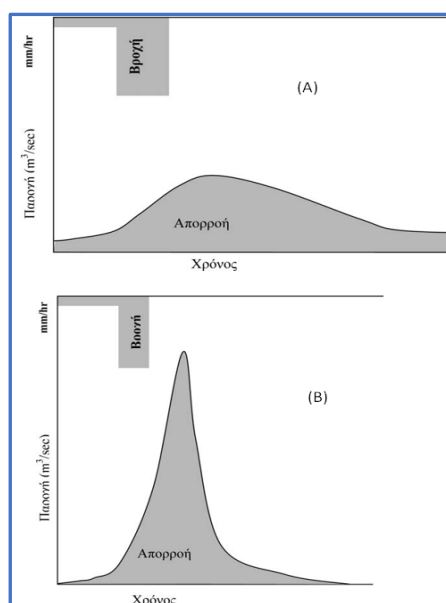 mm/hr
Βροχή
(A)
Παροχή (m³/sec)
Απορροή
Χρόνος
mm/hr
Βροχή
(B)
Παροχή (m³/sec)
Απορροή
Χρόνος